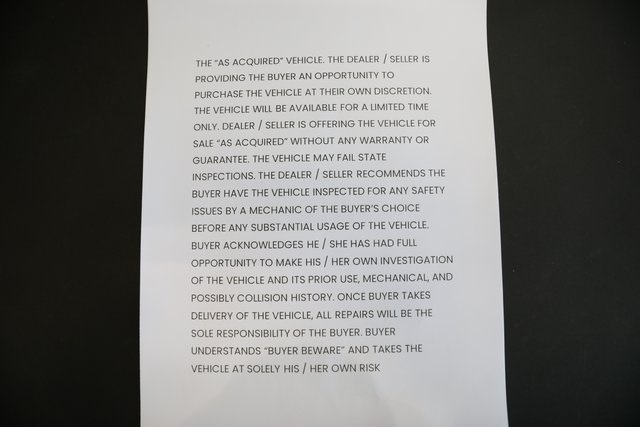 THE “AS ACQUIRED” VEHICLE. THE DEALER / SELLER IS
PROVIDING THE BUYER AN OPPORTUNITY TO
PURCHASE THE VEHICLE AT THEIR OWN DISCRETION.
THE VEHICLE WILL BE AVAILABLE FOR A LIMITED TIME
ONLY. DEALER / SELLER IS OFFERING THE VEHICLE FOR
SALE “AS ACQUIRED” WITHOUT ANY WARRANTY OR
GUARANTEE. THE VEHICLE MAY FAIL STATE
INSPECTIONS. THE DEALER / SELLER RECOMMENDS THE
BUYER HAVE THE VEHICLE INSPECTED FOR ANY SAFETY
ISSUES BY A MECHANIC OF THE BUYER’S CHOICE
BEFORE ANY SUBSTANTIAL USAGE OF THE VEHICLE.
BUYER ACKNOWLEDGES HE / SHE HAS HAD FULL
OPPORTUNITY TO MAKE HIS / HER OWN INVESTIGATION
OF THE VEHICLE AND ITS PRIOR USE, MECHANICAL, AND
POSSIBLY COLLISION HISTORY. ONCE BUYER TAKES
DELIVERY OF THE VEHICLE, ALL REPAIRS WILL BE THE
SOLE RESPONSIBILITY OF THE BUYER. BUYER
UNDERSTANDS “BUYER BEWARE” AND TAKES THE
VEHICLE AT SOLELY HIS / HER OWN RISK